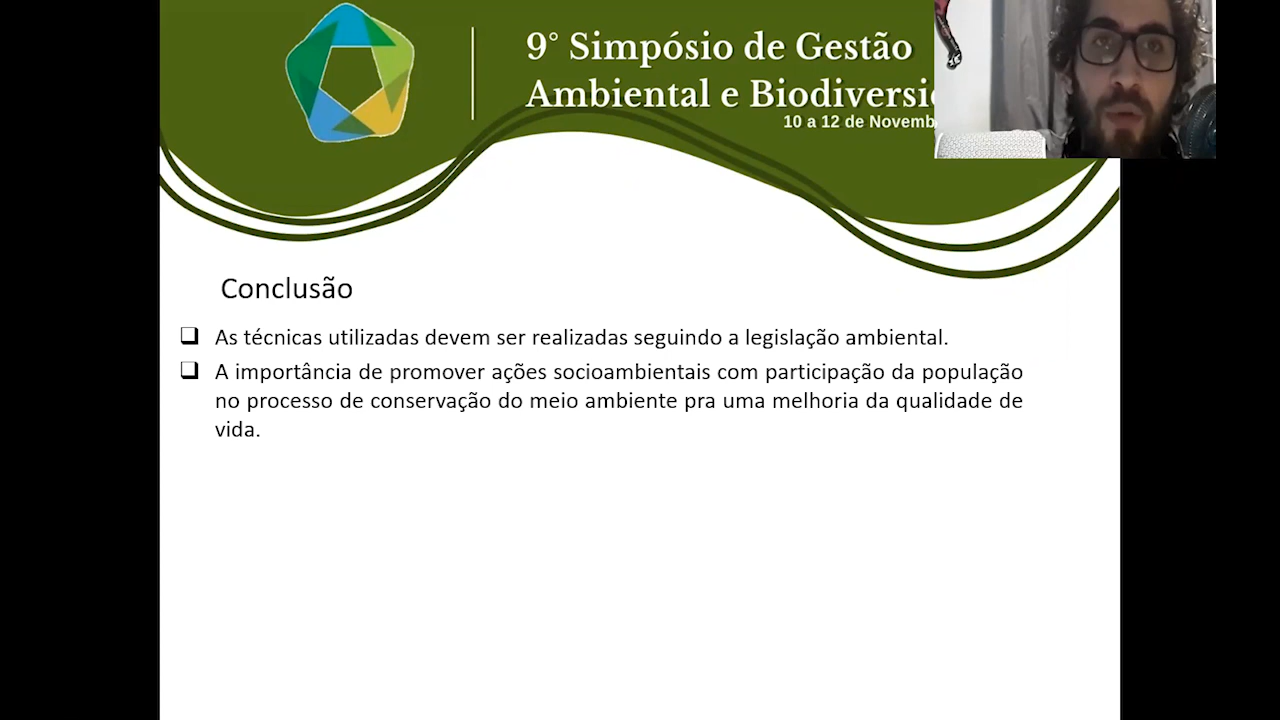 9° Simpósio de Gestão
Ambiental e
10 a 12 de
Conclusão
As técnicas utilizadas devem ser realizadas seguindo a legislação ambiental.
A importância de promover ações socioambientais com participação da população
no processo de conservação do meio ambiente pra uma melhoria da qualidade de
vida.